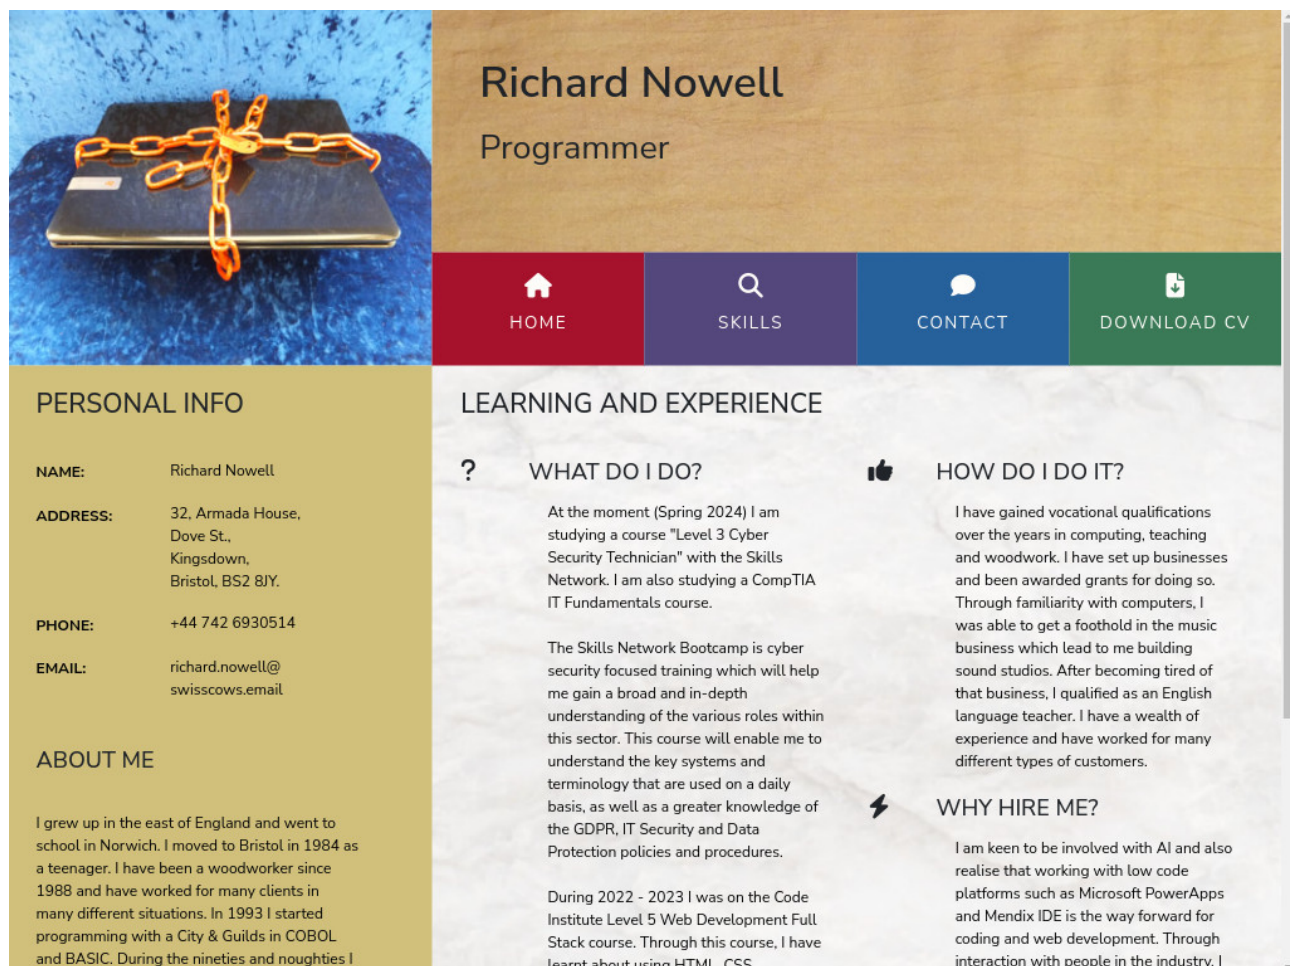 Richard Nowell
Programmer
HOME
SKILLS
CONTACT
DOWNLOAD CV
PERSONAL INFO
NAME:
Richard Nowell
ADDRESS:
32, Armada House,
Dove St.,
Kingsdown,
Bristol, BS2 8JY.
PHONE:
+44 742 6930514
EMAIL:
richard.nowell@
swisscows.email
ABOUT ME
I grew up in the east of England and went to
school in Norwich. I moved to Bristol in 1984 as
a teenager. I have been a woodworker since
1988 and have worked for many clients in
many different situations. In 1993 I started
programming with a City & Guilds in COBOL
and BASIC. During the nineties and noughties I
LEARNING AND EXPERIENCE
?
WHAT DO I DO?
At the moment (Spring 2024) I am
studying a course "Level 3 Cyber
Security Technician" with the Skills
Network. I am also studying a CompTIA
IT Fundamentals course.
The Skills Network Bootcamp is cyber
security focused training which will help
me gain a broad and in-depth
understanding of the various roles within
this sector. This course will enable me to
understand the key systems and
terminology that are used on a daily
basis, as well as a greater knowledge of
the GDPR, IT Security and Data
Protection policies and procedures.
During 2022 - 2023 I was on the Code
Institute Level 5 Web Development Full
Stack course. Through this course, I have
learnt about using HTML, CSS,
HOW DO I DO IT?
I have gained vocational qualifications
over the years in computing, teaching
and woodwork. I have set up businesses
and been awarded grants for doing so.
Through familiarity with computers, I
was able to get a foothold in the music
business which lead to me building
sound studios. After becoming tired of
that business, I qualified as an English
language teacher. I have a wealth of
experience and have worked for many
different types of customers.
WHY HIRE ME?
I am keen to be involved with AI and also
realise that working with low code
platforms such as Microsoft PowerApps
and Mendix IDE is the way forward for
coding and web development. Through
interaction with people in the industry, I